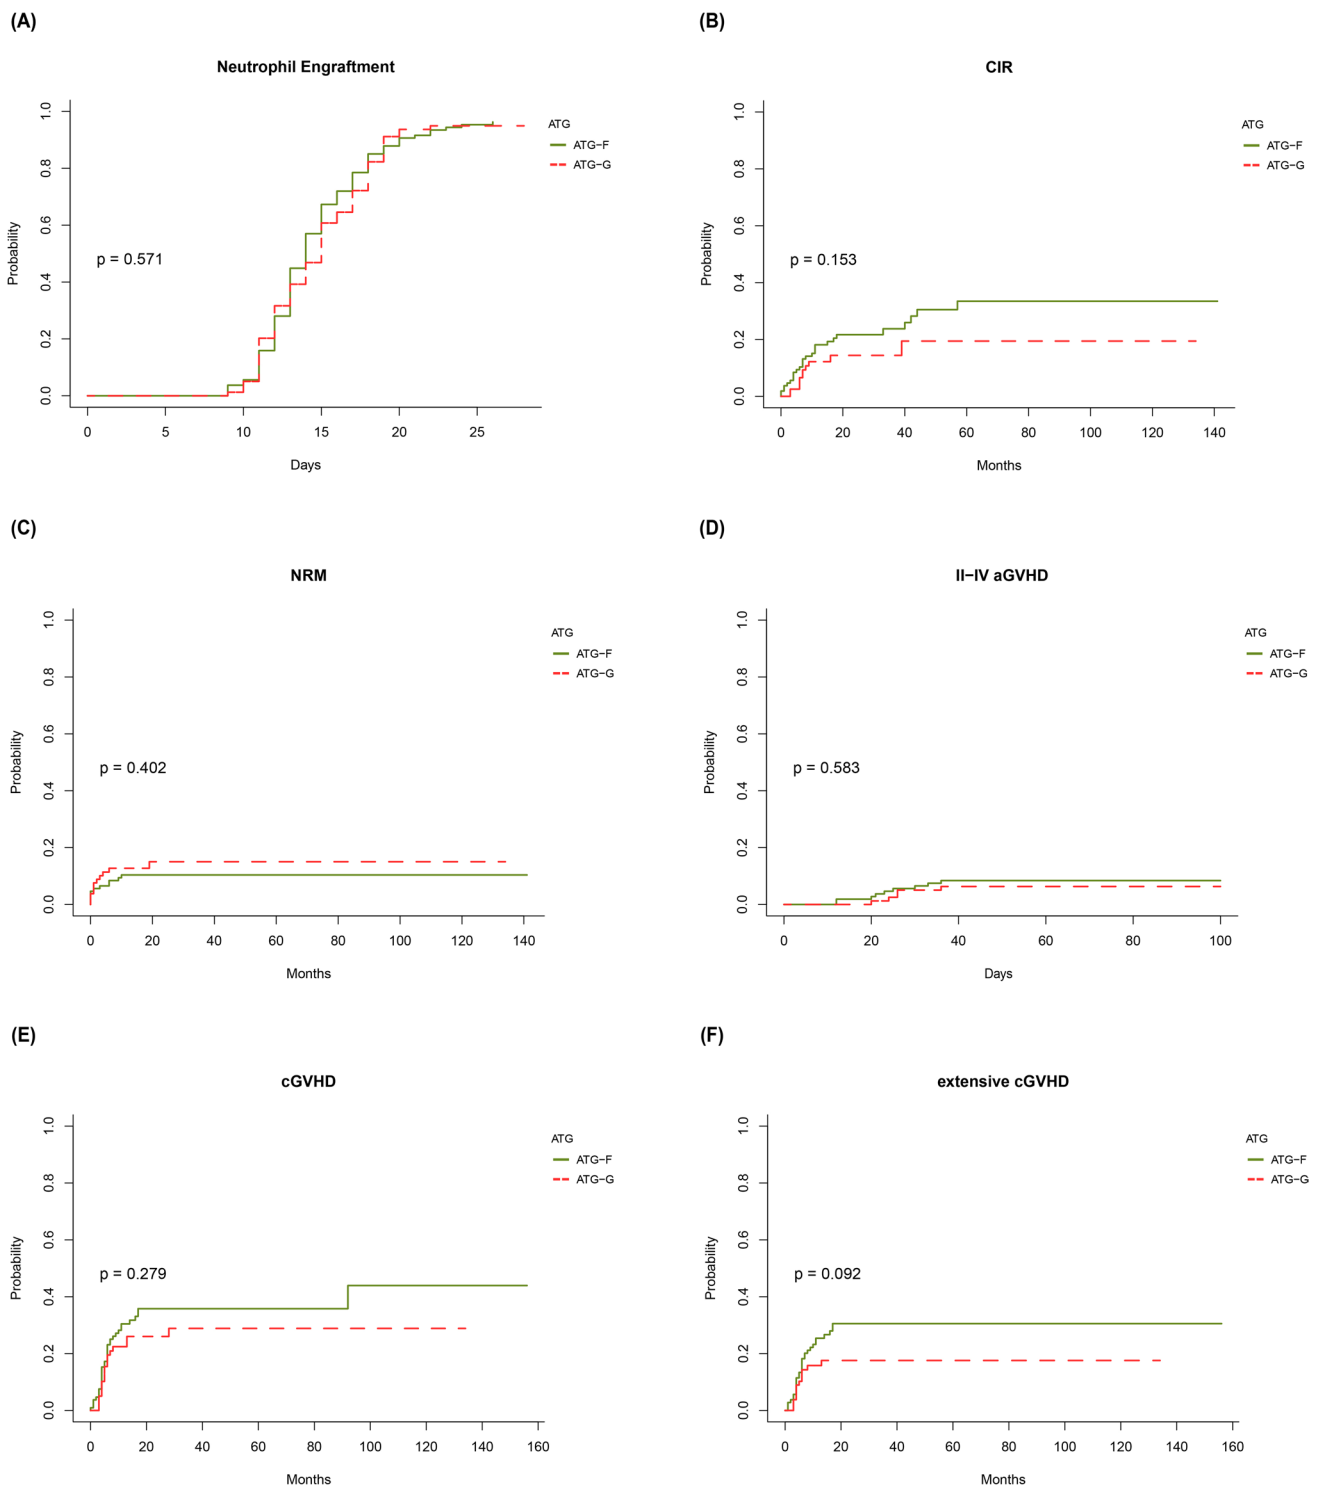 (A)
Neutrophil Engraftment
Probability
0.0 0.2 0.4 0.6 0.8 1.0
p = 0.571
0 5 10 15 20 25
Days
ATG
ATG−F
ATG−G
(B)
CIR
Probability
0.0 0.2 0.4 0.6 0.8 1.0
p = 0.153
0 20 40 60 80 100 120 140
Months
ATG
ATG−F
ATG−G
(C)
NRM
Probability
0.0 0.2 0.4 0.6 0.8 1.0
p = 0.402
0 20 40 60 80 100 120 140
Months
ATG
ATG−F
ATG−G
(D)
II−IV aGVHD
Probability
0.0 0.2 0.4 0.6 0.8 1.0
p = 0.583
0 20 40 60 80 100
Days
ATG
ATG−F
ATG−G
(E)
cGVHD
Probability
0.0 0.2 0.4 0.6 0.8 1.0
p = 0.279
0 20 40 60 80 100 120 140 160
Months
ATG
ATG−F
ATG−G
(F)
extensive cGVHD
Probability
0.0 0.2 0.4 0.6 0.8 1.0
p = 0.092
0 20 40 60 80 100 120 140 160
Months
ATG
ATG−F
ATG−G